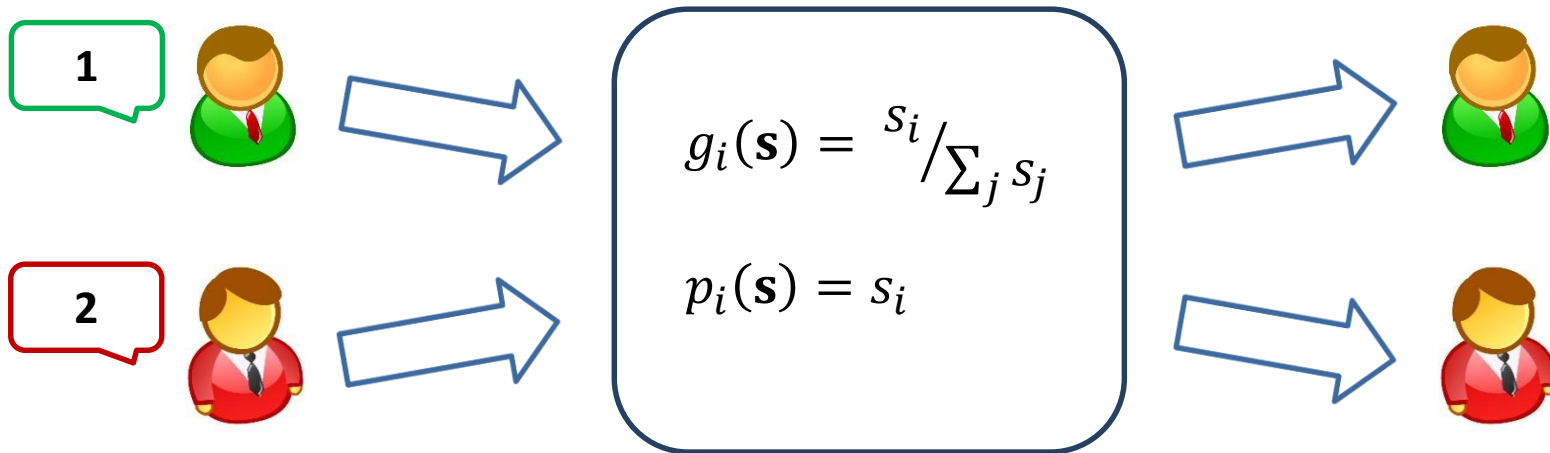 1
g_i(𝐬) = s_i/∑_j s_j
2
p_i(𝐬) = s_i